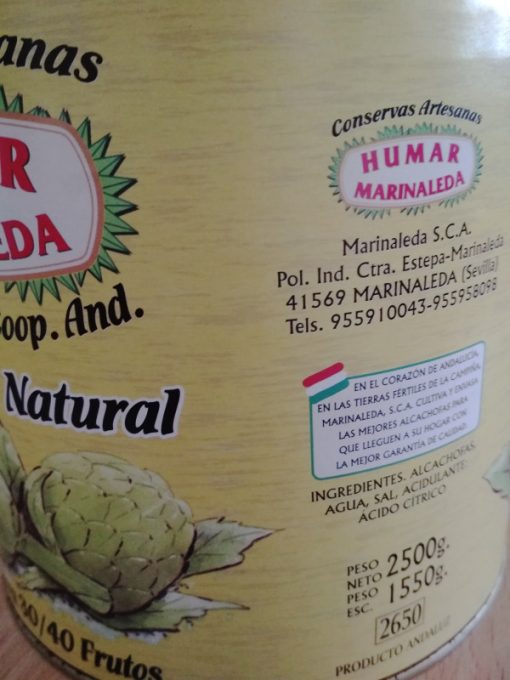 anas
R
EDA
Coop. And.
Natural
30/40 Frutos
Conservas Artesanas
HUMAR
MARINALEDA
Marinaleda S.C.A.
Pol. Ind. Ctra. Estepa-Marinaleda
41569 MARINALEDA (Sevilla)
Tels. 955910043-955958098
EN EL CORAZÓN DE ANDALUCÍA,
EN LAS TIERRAS FÉRTILES DE LA CAMPIÑA,
MARINALEDA, S.C.A. CULTIVA Y ENVASA
LAS MEJORES ALCACHOFAS PARA
QUE LLEGUEN A SU HOGAR CON
LA MEJOR GARANTÍA DE CALIDAD.
INGREDIENTES. ALCACHOFAS,
AGUA, SAL, ACIDULANTE:
ÁCIDO CÍTRICO
PESO
NETO 2500g.
PESO
ESC. 1550g.
2650
PRODUCTO ANDALUZ